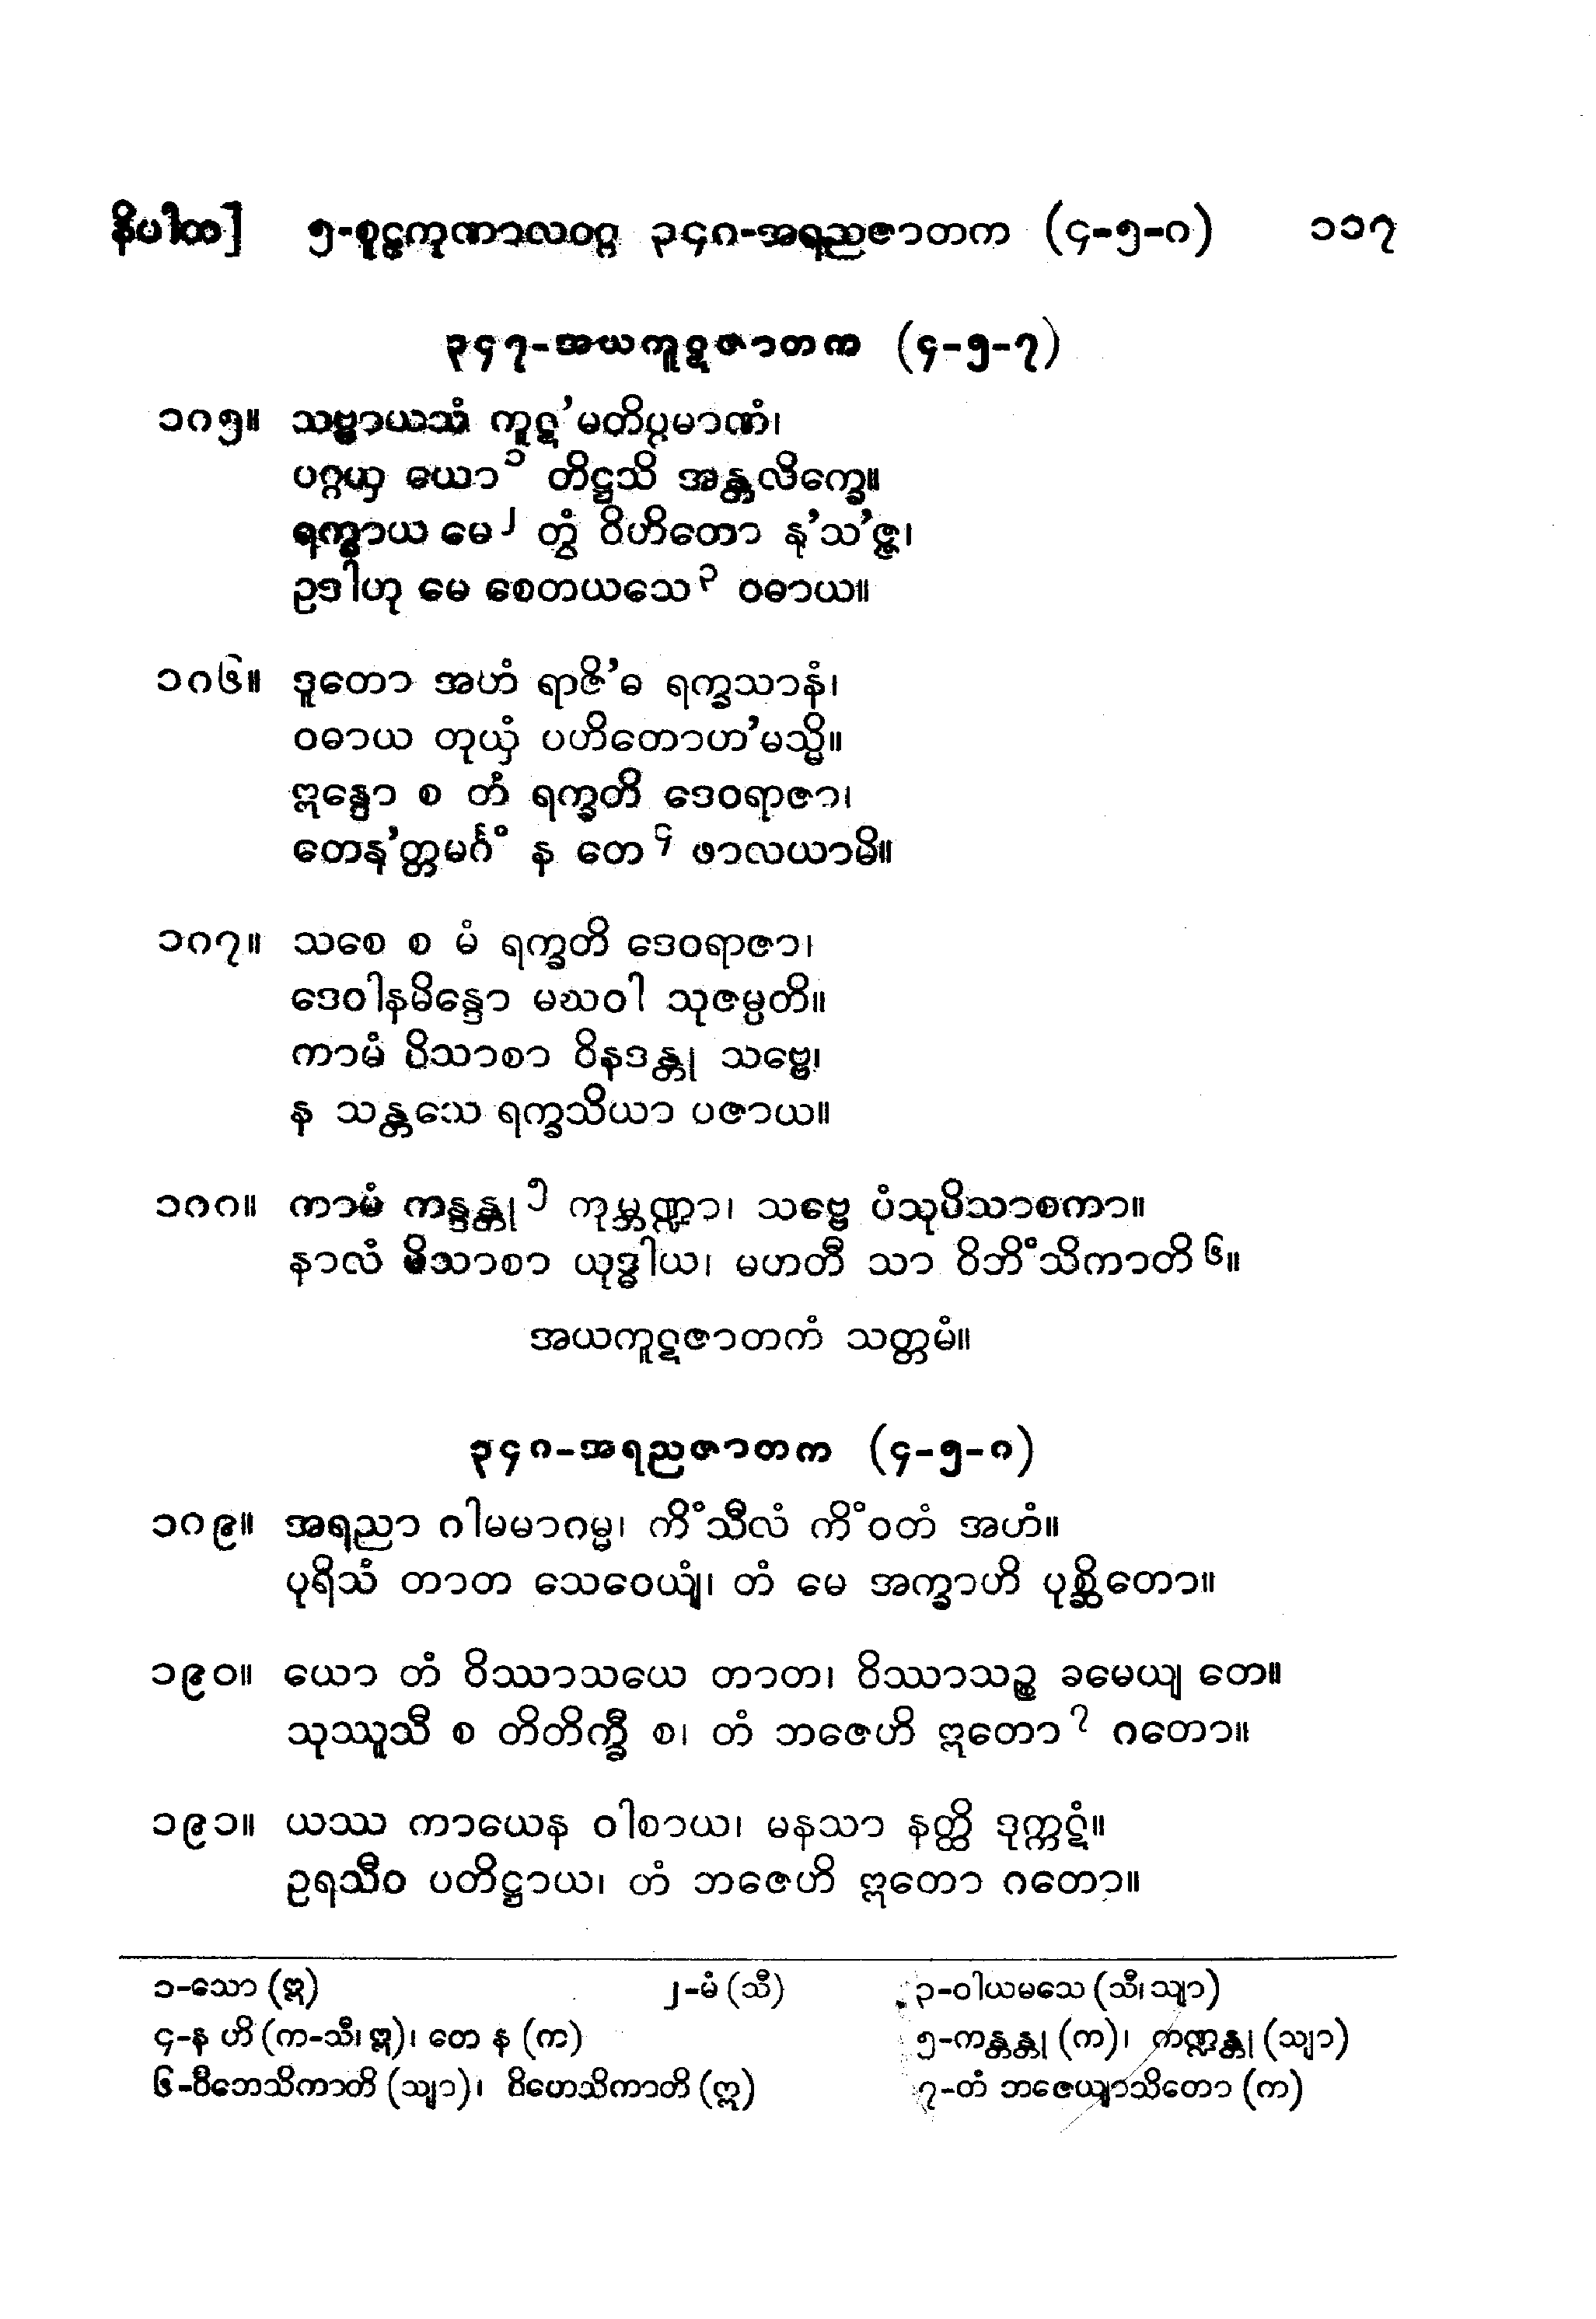 နိပါတ]	၅-စူဠကုဏာလဝဂ္ဂ ၃၄၈-အရညဇာတက (၄-၅-၈)	၁၁၇
၃၄၇-အယကူဋဇာတက (၄-၅-၇)
၁၈၅။ သဗ္ဗာယသံ ကူဋ’မတိပ္ပမာဏံ၊
ပဂ္ဂယှ ယော၁ တိဋ္ဌသိ အန္တလိက္ခေ။
ရက္ခာယ မေ၂ တွံ ဝိဟိတော နု’သ’ဇ္ဇ၊
ဥဒါဟု မေ စေတယသေ၃ ဝဓာယ။
၁၈၆။ ဒူတော အဟံ ရာဇိ’ဓ ရက္ခသာနံ၊
ဝဓာယ တုယှံ ပဟိတောဟ’မသ္မိ။
ဣန္ဒော စ တံ ရက္ခတိ ဒေဝရာဇာ၊
တေနု’တ္တမင်္ဂံ န တေ၄ ဖာလယာမိ။
၁၈၇။ သစေ စ မံ ရက္ခတိ ဒေဝရာဇာ၊
ဒေဝါနမိန္ဒော မဃဝါ သုဇမ္ပတိ။
ကာမံ ပိသာစာ ဝိနဒန္တု သဗ္ဗေ၊
န သန္တသေ ရက္ခသိယာ ပဇာယ။
၁၈၈။ ကာမံ ကန္ဒန္တု၅ ကုမ္ဘဏ္ဍာ၊ သဗ္ဗေ ပံသုပိသာစကာ။
နာလံ ပိသာစာ ယုဒ္ဓါယ၊ မဟတီ သာ ဝိဘိံသိကာတိ၆။
အယကူဋဇာတကံ သတ္တမံ။
၃၄၈-အရညဇာတက (၄-၅-၈)
၁၈၉။ အရညာ ဂါမမာဂမ္မ၊ ကိံသီလံ ကိံဝတံ အဟံ။
ပုရိသံ တာတ သေဝေယျံ၊ တံ မေ အက္ခာဟိ ပုစ္ဆိတော။
၁၉၀။ ယော တံ ဝိဿာသယေ တာတ၊ ဝိဿာသဉ္စ ခမေယျ တေ။
သုဿူသီ စ တိတိက္ခီ စ၊ တံ ဘဇေဟိ ဣတော၇ ဂတော။
၁၉၁။ ယဿ ကာယေန ဝါစာယ၊ မနသာ နတ္ထိ ဒုက္ကဋံ။
ဥရသီဝ ပတိဋ္ဌာယ၊ တံ ဘဇေဟိ ဣတော ဂတော။
၁-သော (ဣ)	၂-မံ (သီ)	၃-ဝါယမသေ (သီ၊ သျာ)
၄-န ဟိ (က-သီ၊ ဣ)၊ တေ န (က)	၅-ကန္တန္တု (က)၊ ကဏ္ဍန္တု (သျာ)
၆-ဝိဘေသိကာတိ (သျာ)၊ ဝိဟေသိကာတိ (ဣ)	၇-တံ ဘဇေယျာသိတော (က)